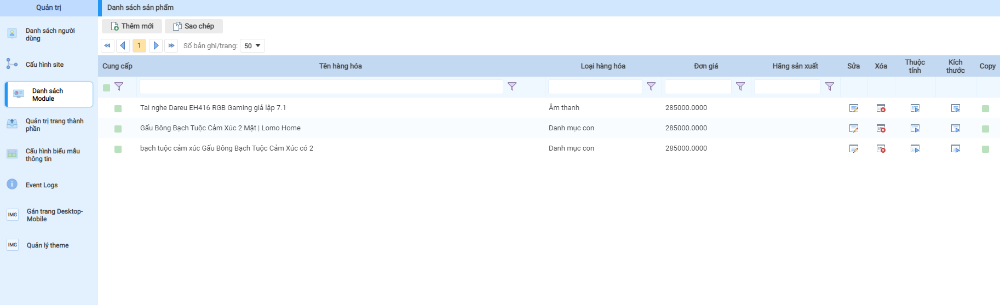 Quản trị
Danh sách người
dùng
Cấu hình site
Danh sách
Module
Quản trị trang thành
phần
Cấu hình biểu mẫu
thông tin
Event Logs
IMG
Gán trang Desktop-
Mobile
IMG
Quản lý theme
Danh sách sản phẩm
Thêm mới Sao chép
1 Số bản ghi/trang: 50
Cung cấp Tên hàng hóa Loại hàng hóa Đơn giá Hãng sản xuất Sửa Xóa Thuộc tính Kích thước Copy
Tai nghe Dareu EH416 RGB Gaming giả lập 7.1 Âm thanh 285000.0000
Gấu Bông Bạch Tuộc Cảm Xúc 2 Mặt | Lomo Home Danh mục con 285000.0000
bạch tuộc cảm xúc Gấu Bông Bạch Tuộc Cảm Xúc có 2 Danh mục con 285000.0000